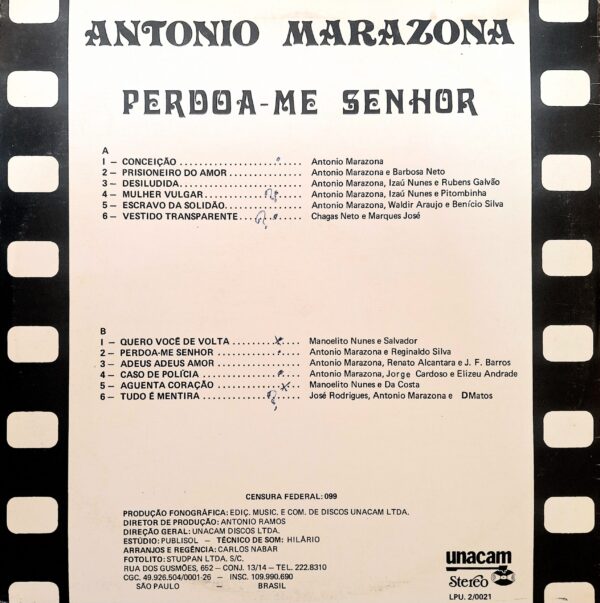 ANTONIO MARAZONA
PERDOA-ME SENHOR
A
1 — CONCEIÇÃO ........................ Antonio Marazona
2 — PRISIONEIRO DO AMOR ............... Antonio Marazona e Barbosa Neto
3 — DESILUDIDA ........................ Antonio Marazona, Izaú Nunes e Rubens Galvão
4 — MULHER VULGAR ..................... Antonio Marazona, Izaú Nunes e Pitombinha
5 — ESCRAVO DA SOLIDÃO ................ Antonio Marazona, Waldir Araujo e Benício Silva
6 — VESTIDO TRANSPARENTE .............. Chagas Neto e Marques José
B
1 — QUERO VOCÊ DE VOLTA ............... Manoelito Nunes e Salvador
2 — PERDOA-ME SENHOR .................. Antonio Marazona e Reginaldo Silva
3 — ADEUS ADEUS AMOR .................. Antonio Marazona, Renato Alcantara e J. F. Barros
4 — CASO DE POLÍCIA ................... Antonio Marazona, Jorge Cardoso e Elizeu Andrade
5 — AGUENTA CORAÇÃO ................... Manoelito Nunes e Da Costa
6 — TUDO É MENTIRA .................... José Rodrigues, Antonio Marazona e DMatos
CENSURA FEDERAL: 099
PRODUÇÃO FONOGRÁFICA: EDIÇ. MUSIC. E COM. DE DISCOS UNACAM LTDA.
DIRETOR DE PRODUÇÃO: ANTONIO RAMOS
DIREÇÃO GERAL: UNACAM DISCOS LTDA.
ESTÚDIO: PUBLISOL — TÉCNICO DE SOM: HILÁRIO
ARRANJOS E REGÊNCIA: CARLOS NABAR
FOTOLITO: STUDPAN LTDA, S/C.
RUA DOS GUSMÕES, 652 — CONJ. 13/14 — TEL. 222.8310
CGC. 49.926.504/0001-26 — INSC. 109.990.690
SÃO PAULO — BRASIL
unacam
Stereo
LPU. 2/0021